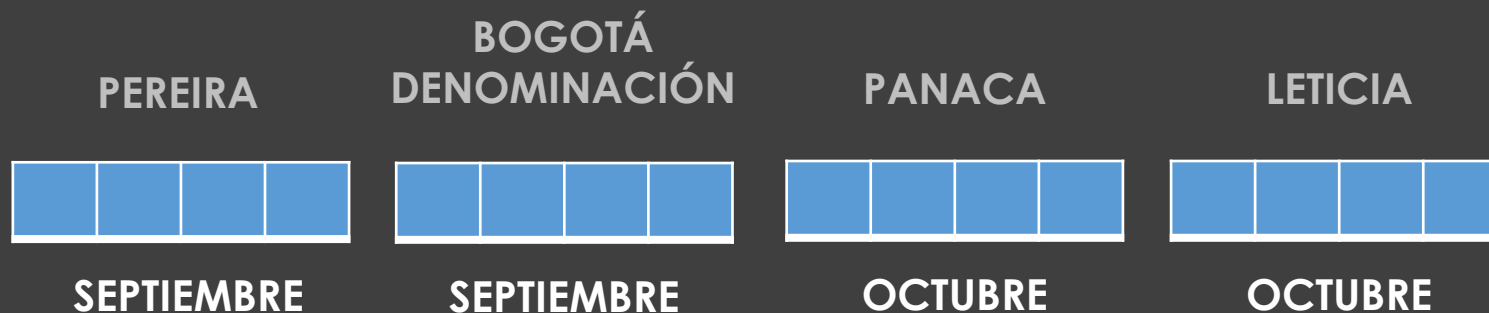 PEREIRA
BOGOTÁ
DENOMINACIÓN
PANACA
LETICIA
SEPTIEMBRE
SEPTIEMBRE
OCTUBRE
OCTUBRE